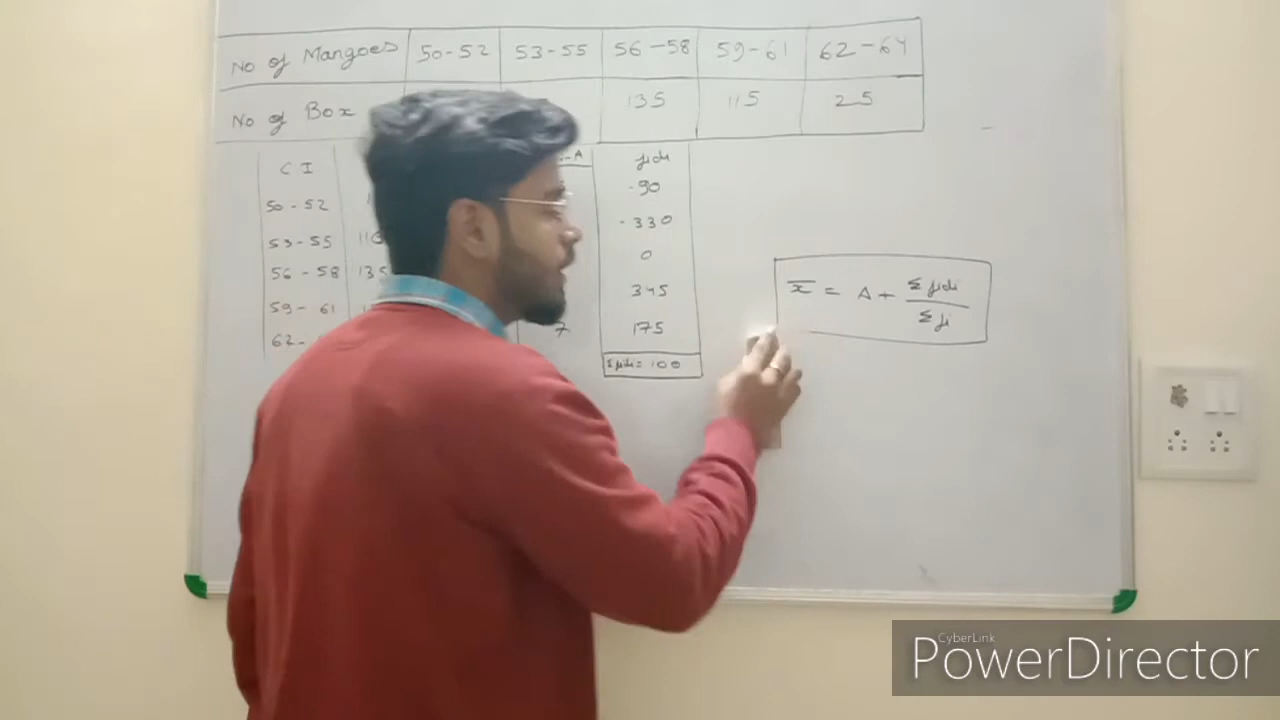 No of Mangoes 50-52 53-55 56-58 59-61 62-64
No of Box 135 115 25
C I -A fidi
50-52 -90
53-55 110 -330
56-58 135 0
59-61 345
62- 7 175
Σfidi = 100
x̄ = A + Σfidi / Σfi
CyberLink
PowerDirector